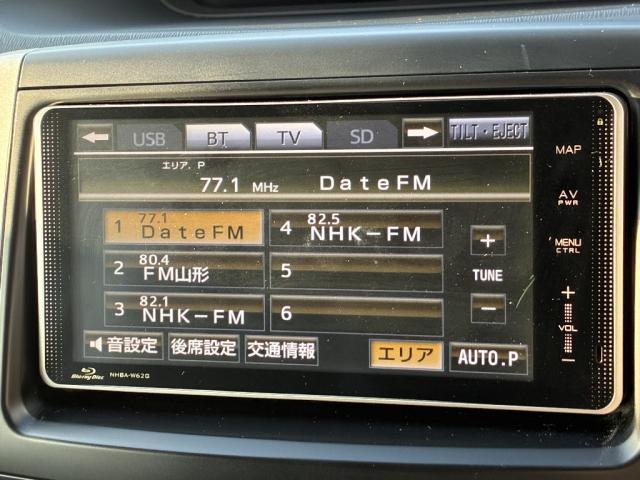 USB BT TV SD TILT・EJECT
エリア. P
77.1 MHz DateFM
MAP
AV
PWR
MENU
CTRL
+
VOL
−
1 77.1 DateFM
2 80.4 FM山形
3 82.1 NHK−FM
4 82.5 NHK−FM
5
6
+
TUNE
−
音設定 後席設定 交通情報 エリア AUTO.P
Blu-ray Disc NHBA-W62G